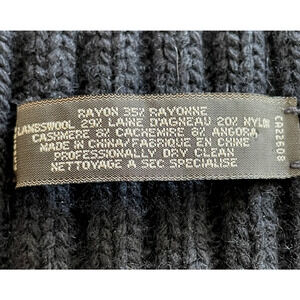 RAYON 35% RAYONNE
LAMBSWOOL 29% LAINE D'AGNEAU 20% NYLON
CASHMERE 8% CACHEMIRE 8% ANGORA
MADE IN CHINA/FABRIQUE EN CHINE
PROFESSIONALLY DRY CLEAN
NETTOYAGE A SEC SPECIALISE
CA22608